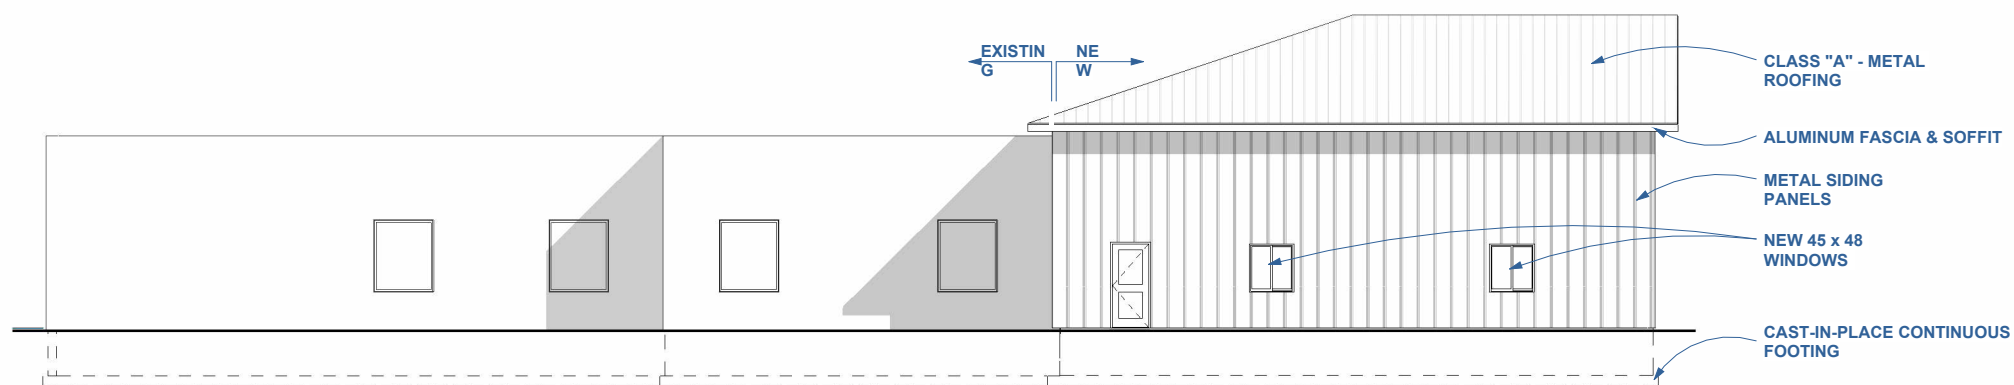 EXISTIN
G
NE
W
CLASS "A" - METAL
ROOFING
ALUMINUM FASCIA & SOFFIT
METAL SIDING
PANELS
NEW 45 x 48
WINDOWS
CAST-IN-PLACE CONTINUOUS
FOOTING